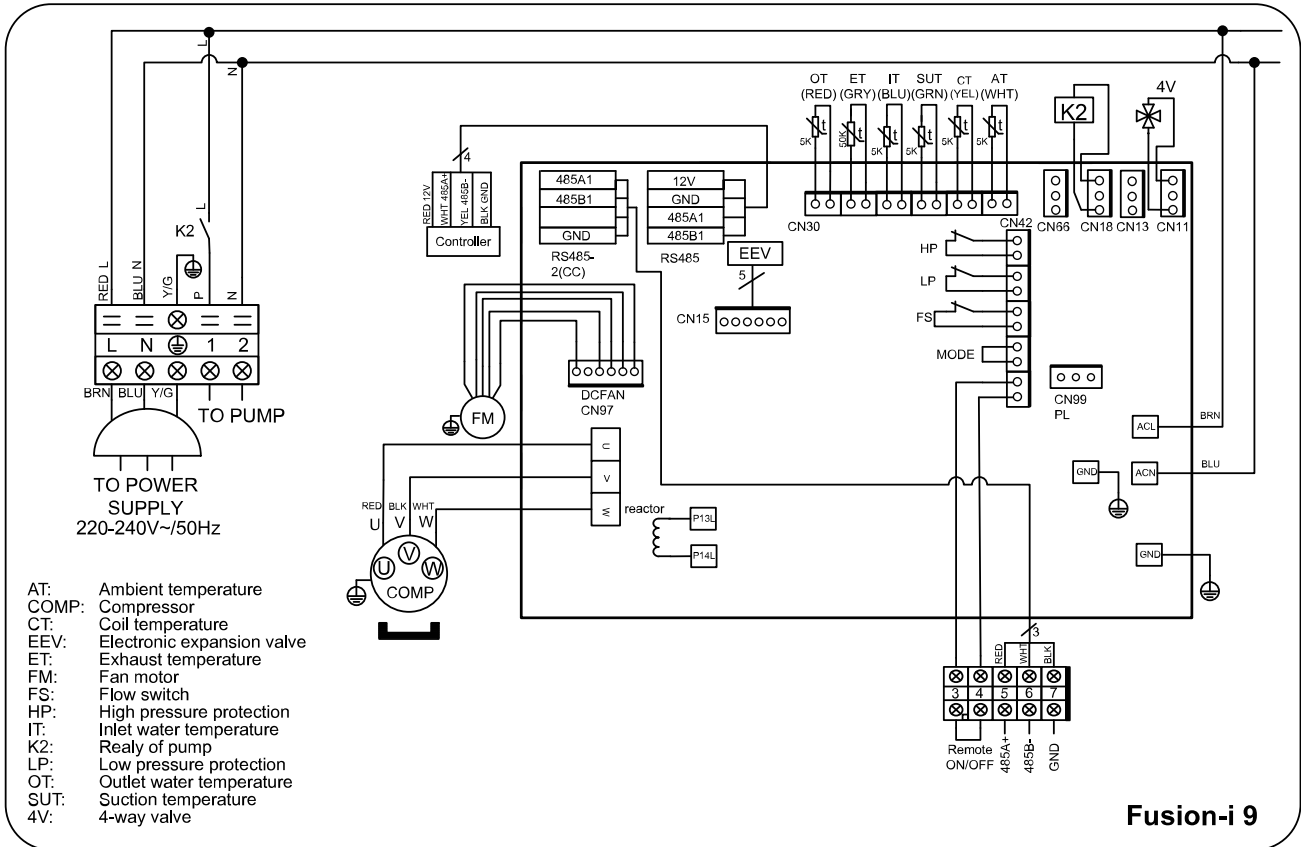 L
N
OT ET IT SUT CT AT
(RED) (GRY) (BLU) (GRN) (YEL) (WHT)
4V
K2
t t t t t t
5K 50K 5K 5K 5K 5K
4
RED 12V
WHT 485A+
YEL 485B-
BLK GND
Controller
485A1
485B1
GND
RS485-
2(CC)
12V
GND
485A1
485B1
RS485
EEV
5
CN15
CN30
CN42
CN66
CN18
CN13
CN11
HP
LP
FS
MODE
CN99
PL
L
K2
RED L
BLU N
Y/G
P
N
L N 1 2
BRN BLU Y/G
TO PUMP
TO POWER
SUPPLY
220-240V~/50Hz
DCFAN
CN97
FM
U
V
W
RED BLK WHT
U V W
U V W
COMP
reactor
P13L
P14L
ACL
BRN
ACN
BLU
GND
GND
3
RED
WHT
BLK
3 4 5 6 7
Remote
ON/OFF
485A+
485B-
GND
AT: Ambient temperature
COMP: Compressor
CT: Coil temperature
EEV: Electronic expansion valve
ET: Exhaust temperature
FM: Fan motor
FS: Flow switch
HP: High pressure protection
IT: Inlet water temperature
K2: Realy of pump
LP: Low pressure protection
OT: Outlet water temperature
SUT: Suction temperature
4V: 4-way valve
Fusion-i 9